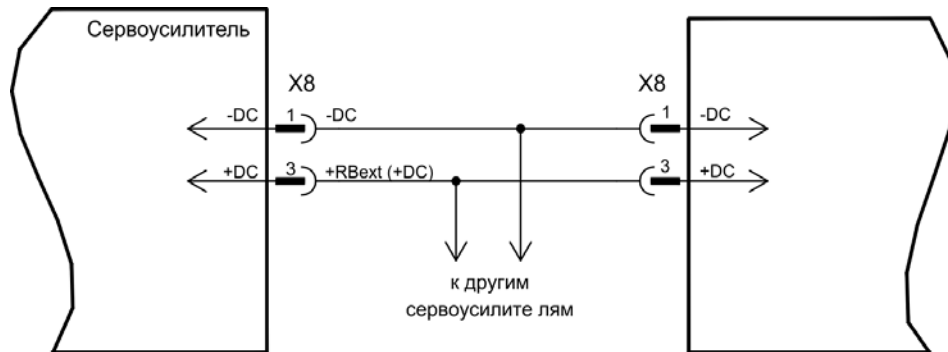 Сервоусилитель
X8
X8
-DC
1
-DC
1
-DC
+DC
3
+RBext (+DC)
3
+DC
к другим
сервоусилите лям